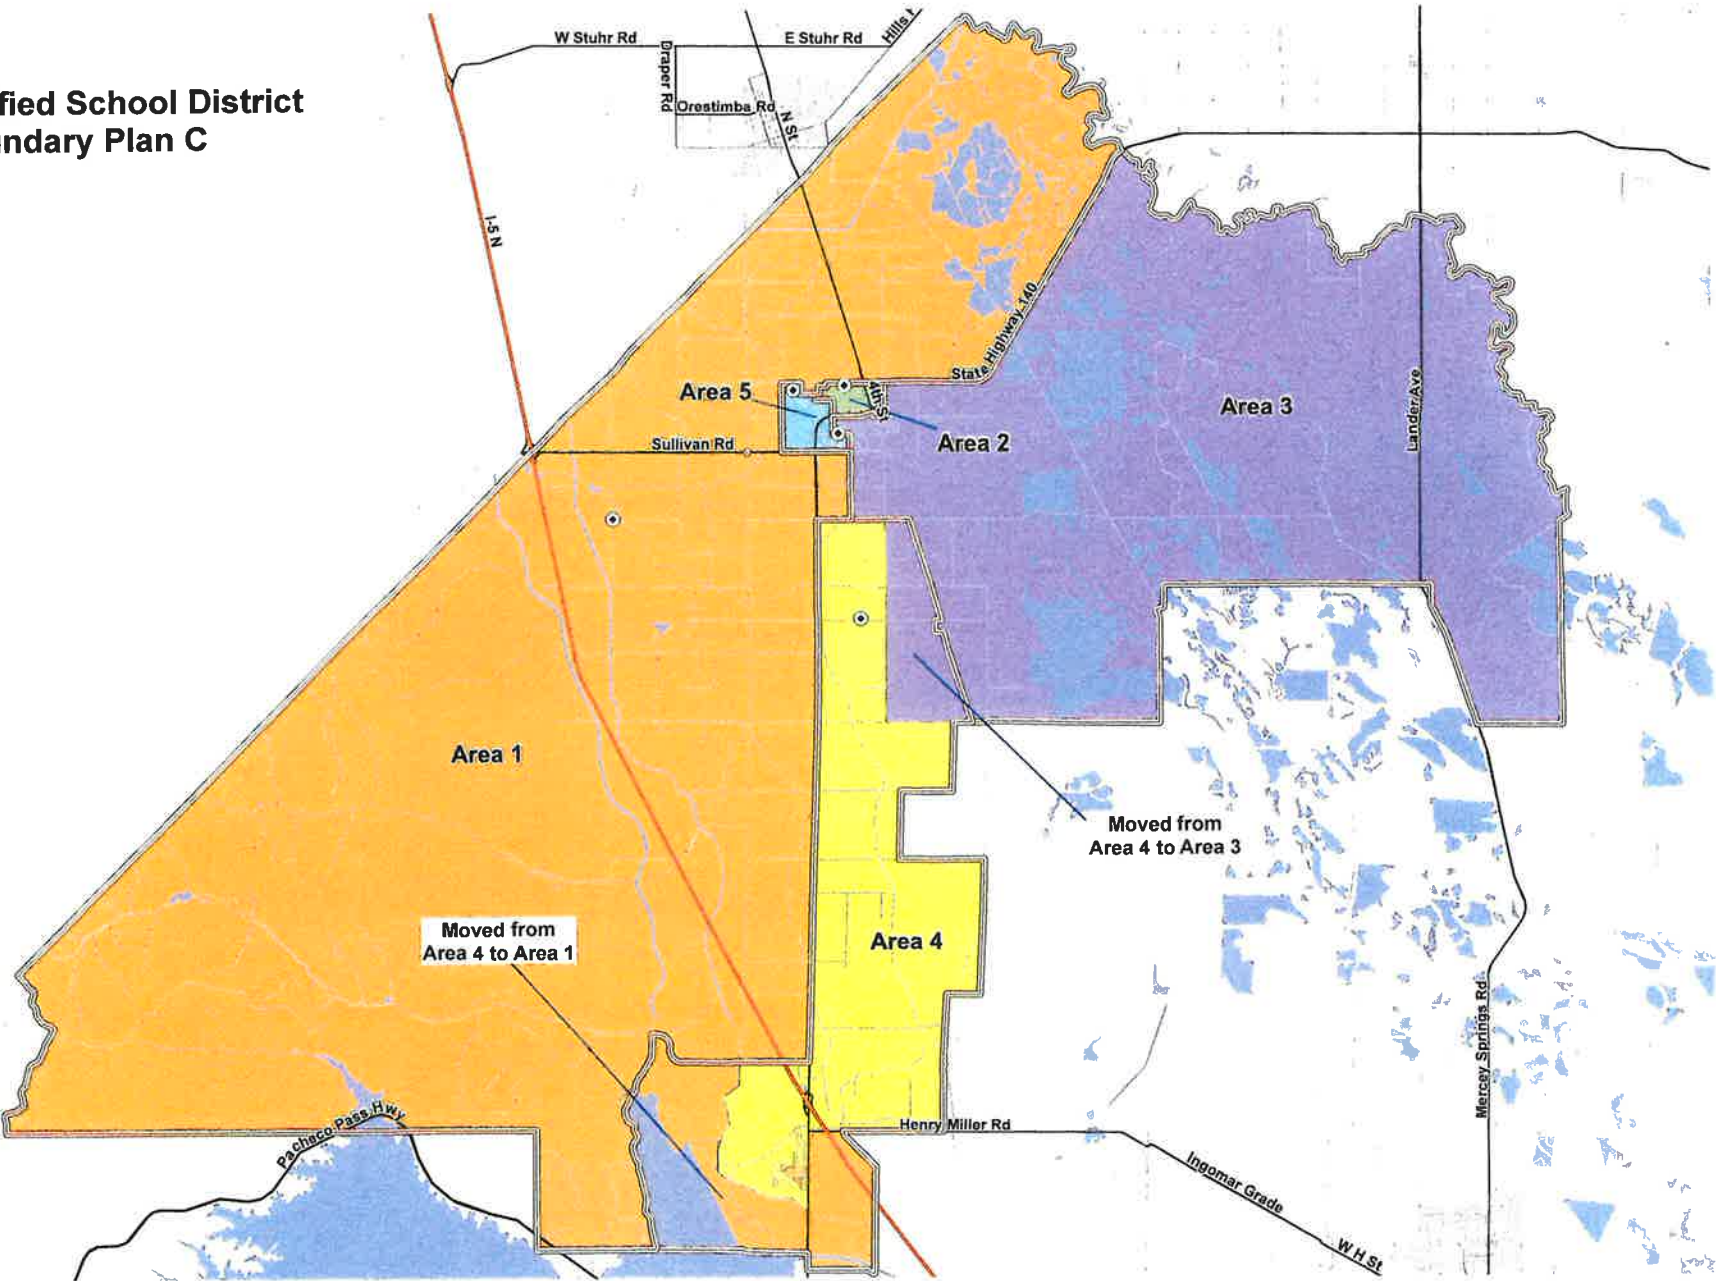 fied School District
ndary Plan C
W Stuhr Rd
E Stuhr Rd
Hills
Draper Rd
Orestimba Rd
N St
I-5 N
State Highway 140
Area 5
4th St
Area 3
Lander Ave
Sullivan Rd
Area 2
Area 1
Moved from
Area 4 to Area 3
Moved from
Area 4 to Area 1
Area 4
Mercey Springs Rd
Pacheco Pass Hwy
Henry Miller Rd
Ingomar Grade
W H St